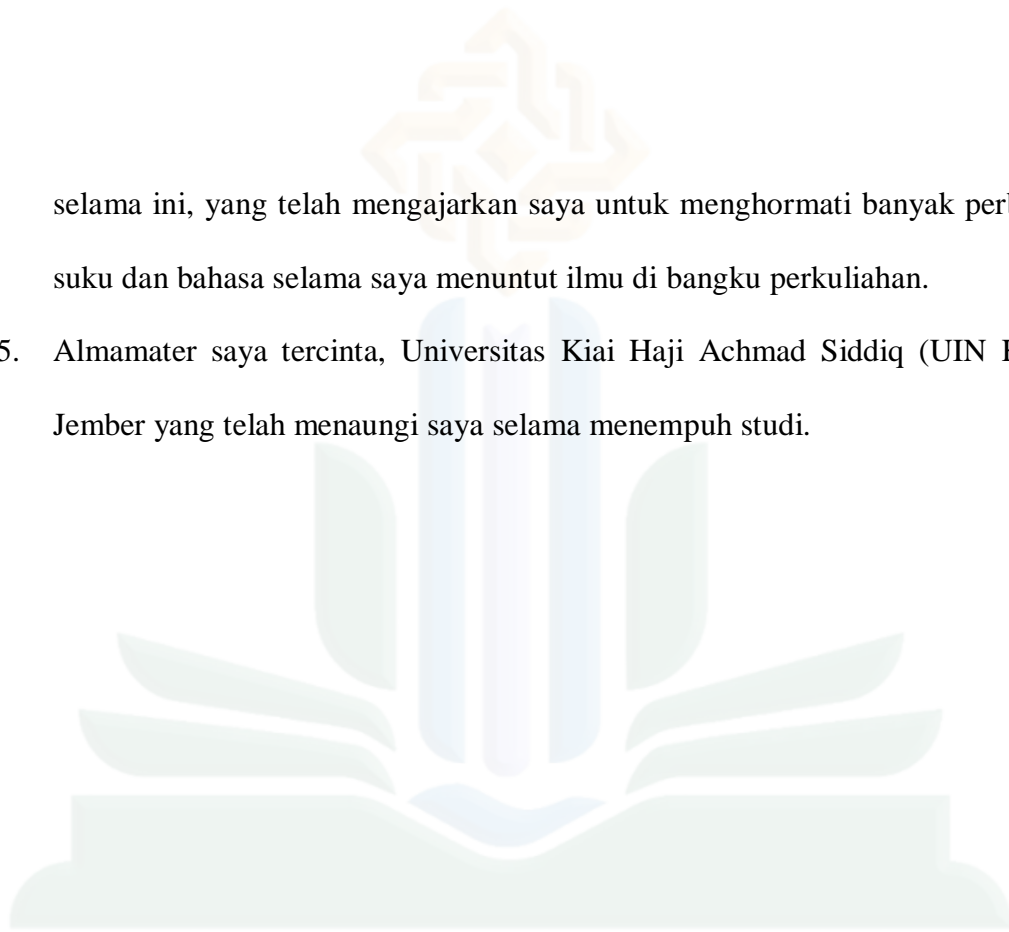 selama ini, yang telah mengajarkan saya untuk menghormati banyak
suku dan bahasa selama saya menuntut ilmu di bangku perkuliahan.
5. Almamater saya tercinta, Universitas Kiai Haji Achmad Siddiq (UIN
Jember yang telah menaungi saya selama menempuh studi.